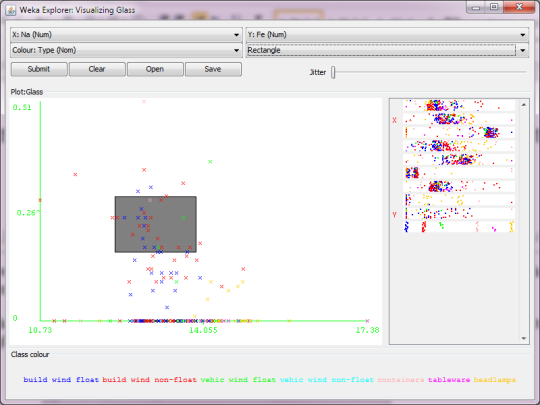 Weka Explorer: Visualizing Glass
X: Na (Num) Y: Fe (Num)
Colour: Type (Nom) Rectangle
Submit Clear Open Save Jitter
Plot:Glass
0.51
X
0.26
Y
0
10.73 14.055 17.38
Class colour
build wind float build wind non-float vehic wind float vehic wind non-float containers tableware headlamps